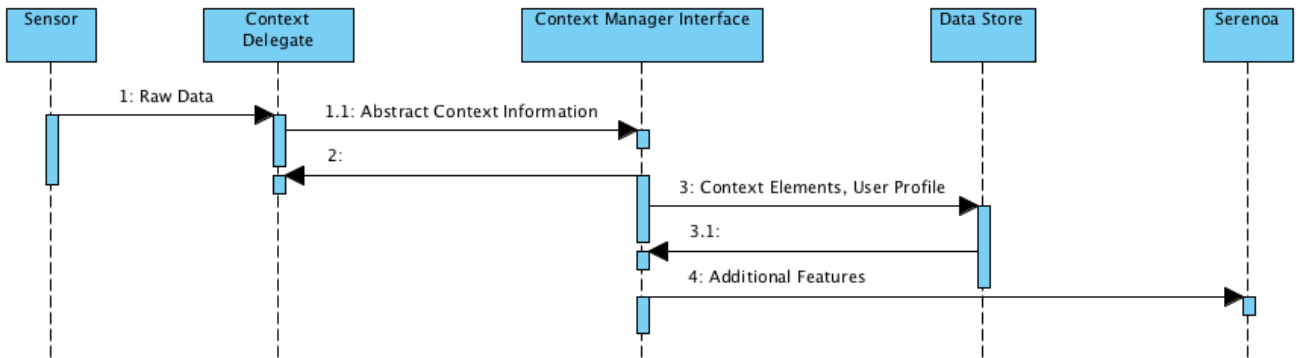 Sensor
Context
Delegate
Context Manager Interface
Data Store
Serenoa
1: Raw Data
1.1: Abstract Context Information
2:
3: Context Elements, User Profile
3.1:
4: Additional Features